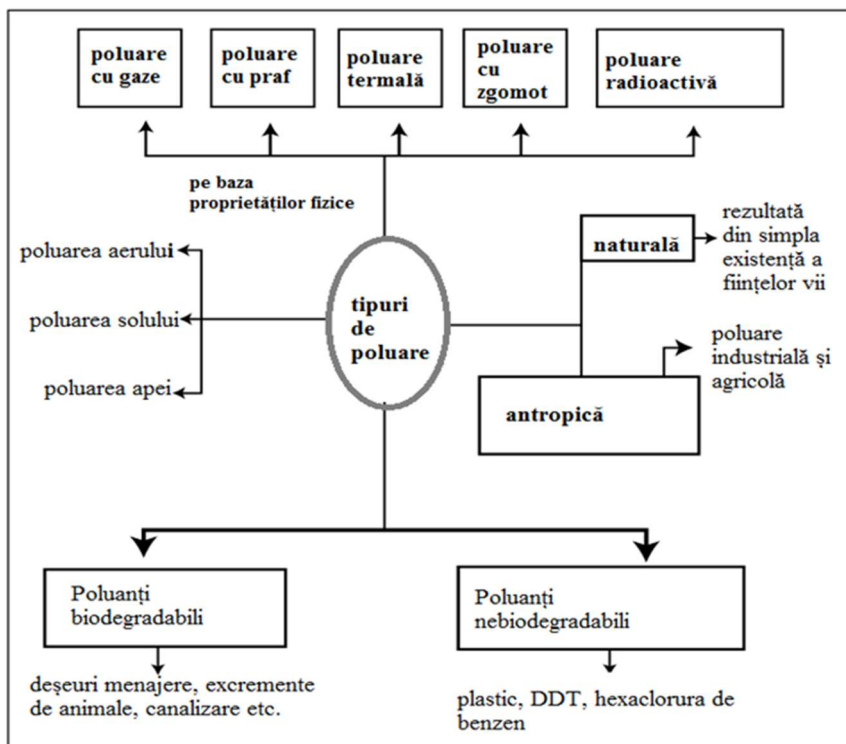 poluare
cu gaze
poluare
cu praf
poluare
termală
poluare
cu
zgomot
poluare
radioactivă
pe baza
proprietăților fizice
poluarea aerului
poluarea solului
poluarea apei
tipuri
de
poluare
naturală
rezultată
din simpla
existență a
ființelor vii
poluare
industrială și
agricolă
antropică
Poluanți
biodegradabili
deșeuri menajere, excremente
de animale, canalizare etc.
Poluanți
nebiodegradabili
plastic, DDT, hexaclorura de
benzen